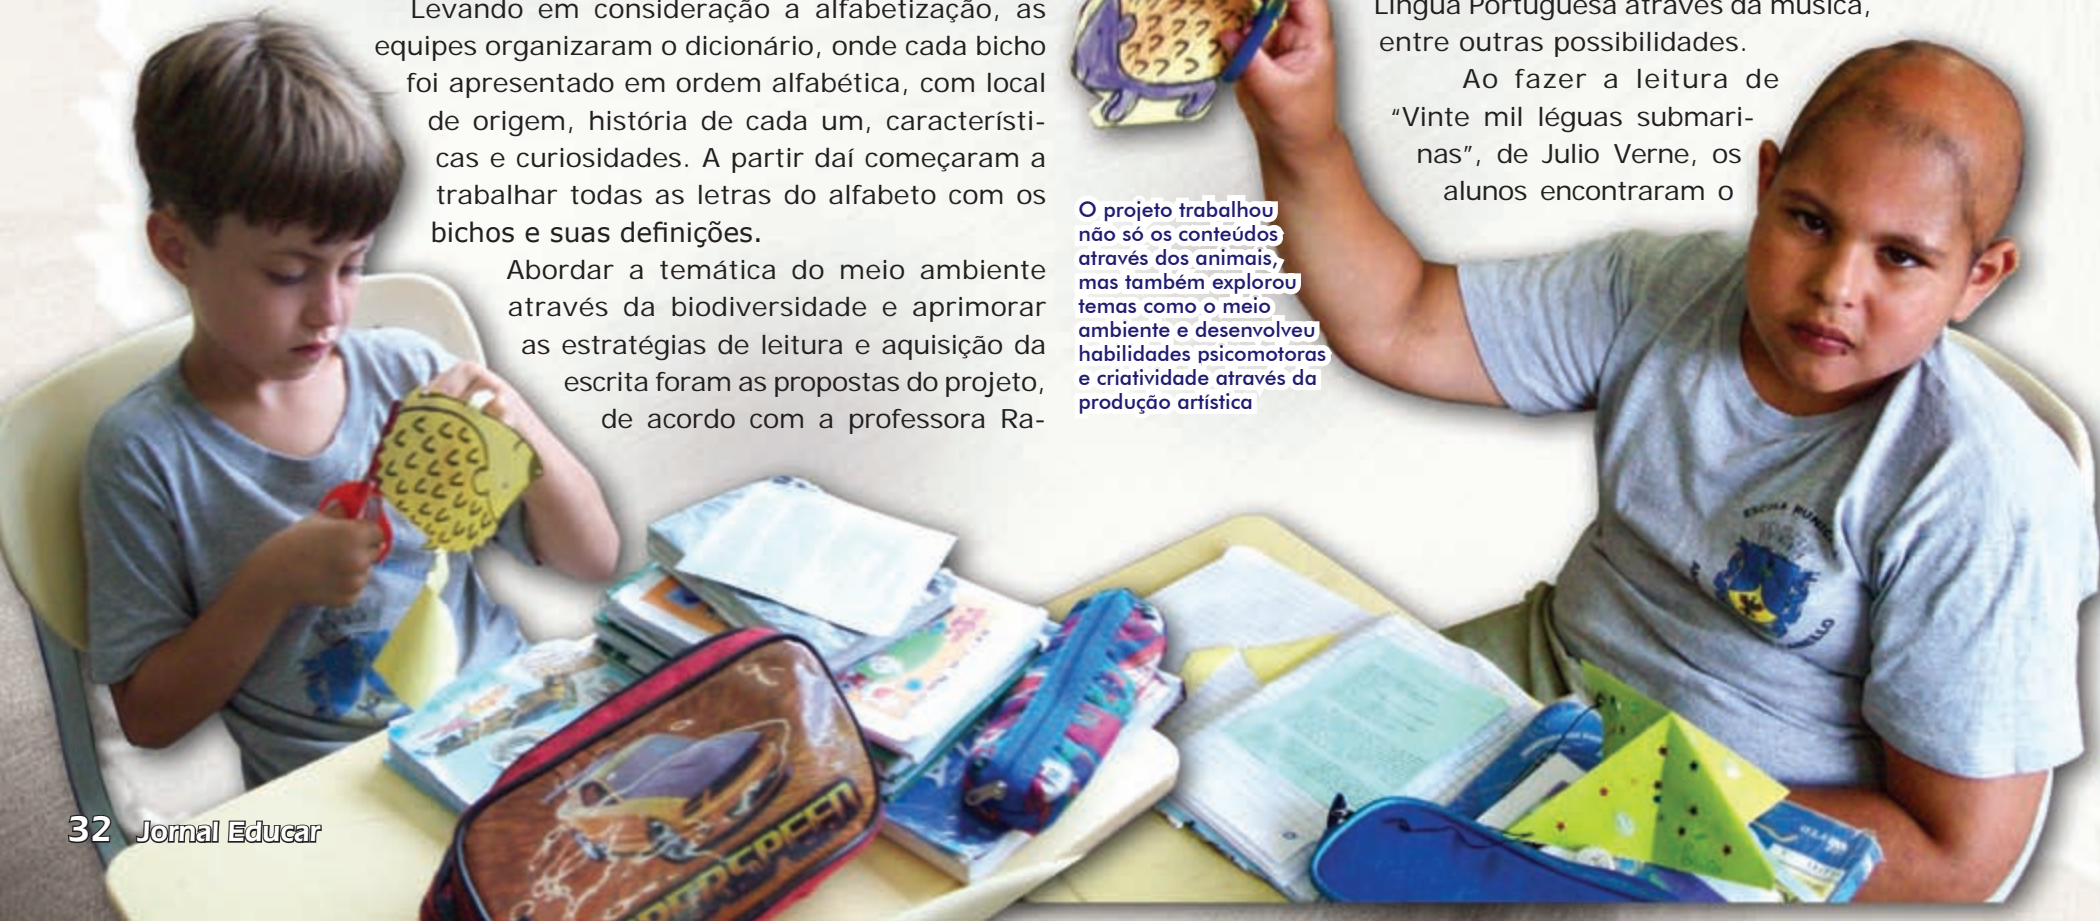 Levando em consideração a alfabetização, as
equipes organizaram o dicionário, onde cada bicho
foi apresentado em ordem alfabética, com local
de origem, história de cada um, característi-
cas e curiosidades. A partir daí começaram a
trabalhar todas as letras do alfabeto com os
bichos e suas definições.
Abordar a temática do meio ambiente
através da biodiversidade e aprimorar
as estratégias de leitura e aquisição da
escrita foram as propostas do projeto,
de acordo com a professora Ra-
O projeto trabalhou
não só os conteúdos
através dos animais,
mas também explorou
temas como o meio
ambiente e desenvolveu
habilidades psicomotoras
e criatividade através da
produção artística
Língua Portuguesa através da música,
entre outras possibilidades.
Ao fazer a leitura de
“Vinte mil léguas submari-
nas”, de Julio Verne, os
alunos encontraram o
ESCOLA
32 Jornal Educar